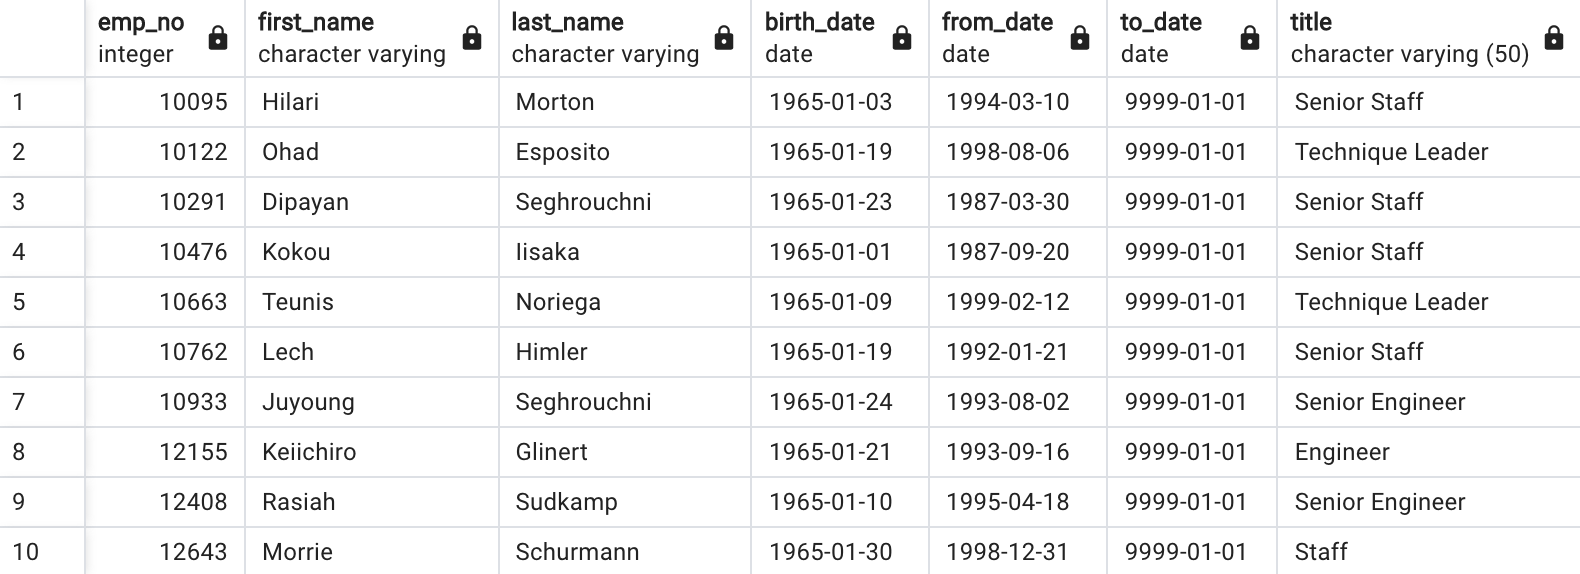 emp_no first_name last_name birth_date from_date to_date title
integer character varying character varying date date date character varying (50)
1 10095 Hilari Morton 1965-01-03 1994-03-10 9999-01-01 Senior Staff
2 10122 Ohad Esposito 1965-01-19 1998-08-06 9999-01-01 Technique Leader
3 10291 Dipayan Seghrouchni 1965-01-23 1987-03-30 9999-01-01 Senior Staff
4 10476 Kokou Iisaka 1965-01-01 1987-09-20 9999-01-01 Senior Staff
5 10663 Teunis Noriega 1965-01-09 1999-02-12 9999-01-01 Technique Leader
6 10762 Lech Himler 1965-01-19 1992-01-21 9999-01-01 Senior Staff
7 10933 Juyoung Seghrouchni 1965-01-24 1993-08-02 9999-01-01 Senior Engineer
8 12155 Keiichiro Glinert 1965-01-21 1993-09-16 9999-01-01 Engineer
9 12408 Rasiah Sudkamp 1965-01-10 1995-04-18 9999-01-01 Senior Engineer
10 12643 Morrie Schurmann 1965-01-30 1998-12-31 9999-01-01 Staff